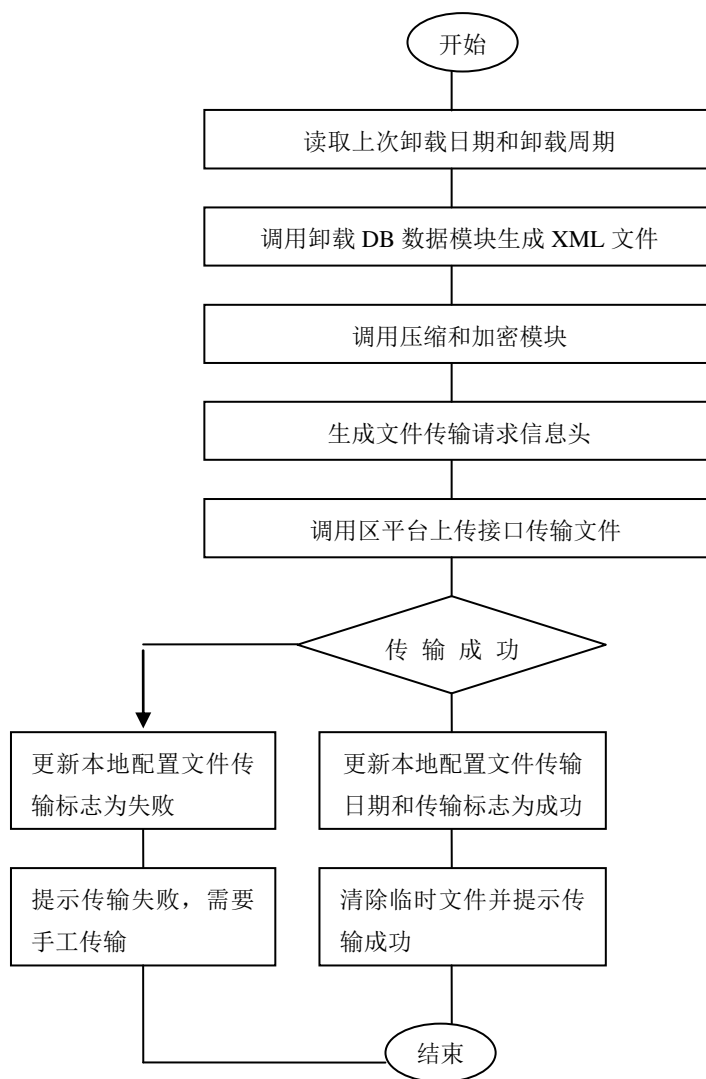 开始
读取上次卸载日期和卸载周期
调用卸载 DB 数据模块生成 XML 文件
调用压缩和加密模块
生成文件传输请求信息头
调用区平台上传接口传输文件
传 输 成 功
更新本地配置文件传
输标志为失败
更新本地配置文件传输
日期和传输标志为成功
提示传输失败，需要
手工传输
清除临时文件并提示传
输成功
结束